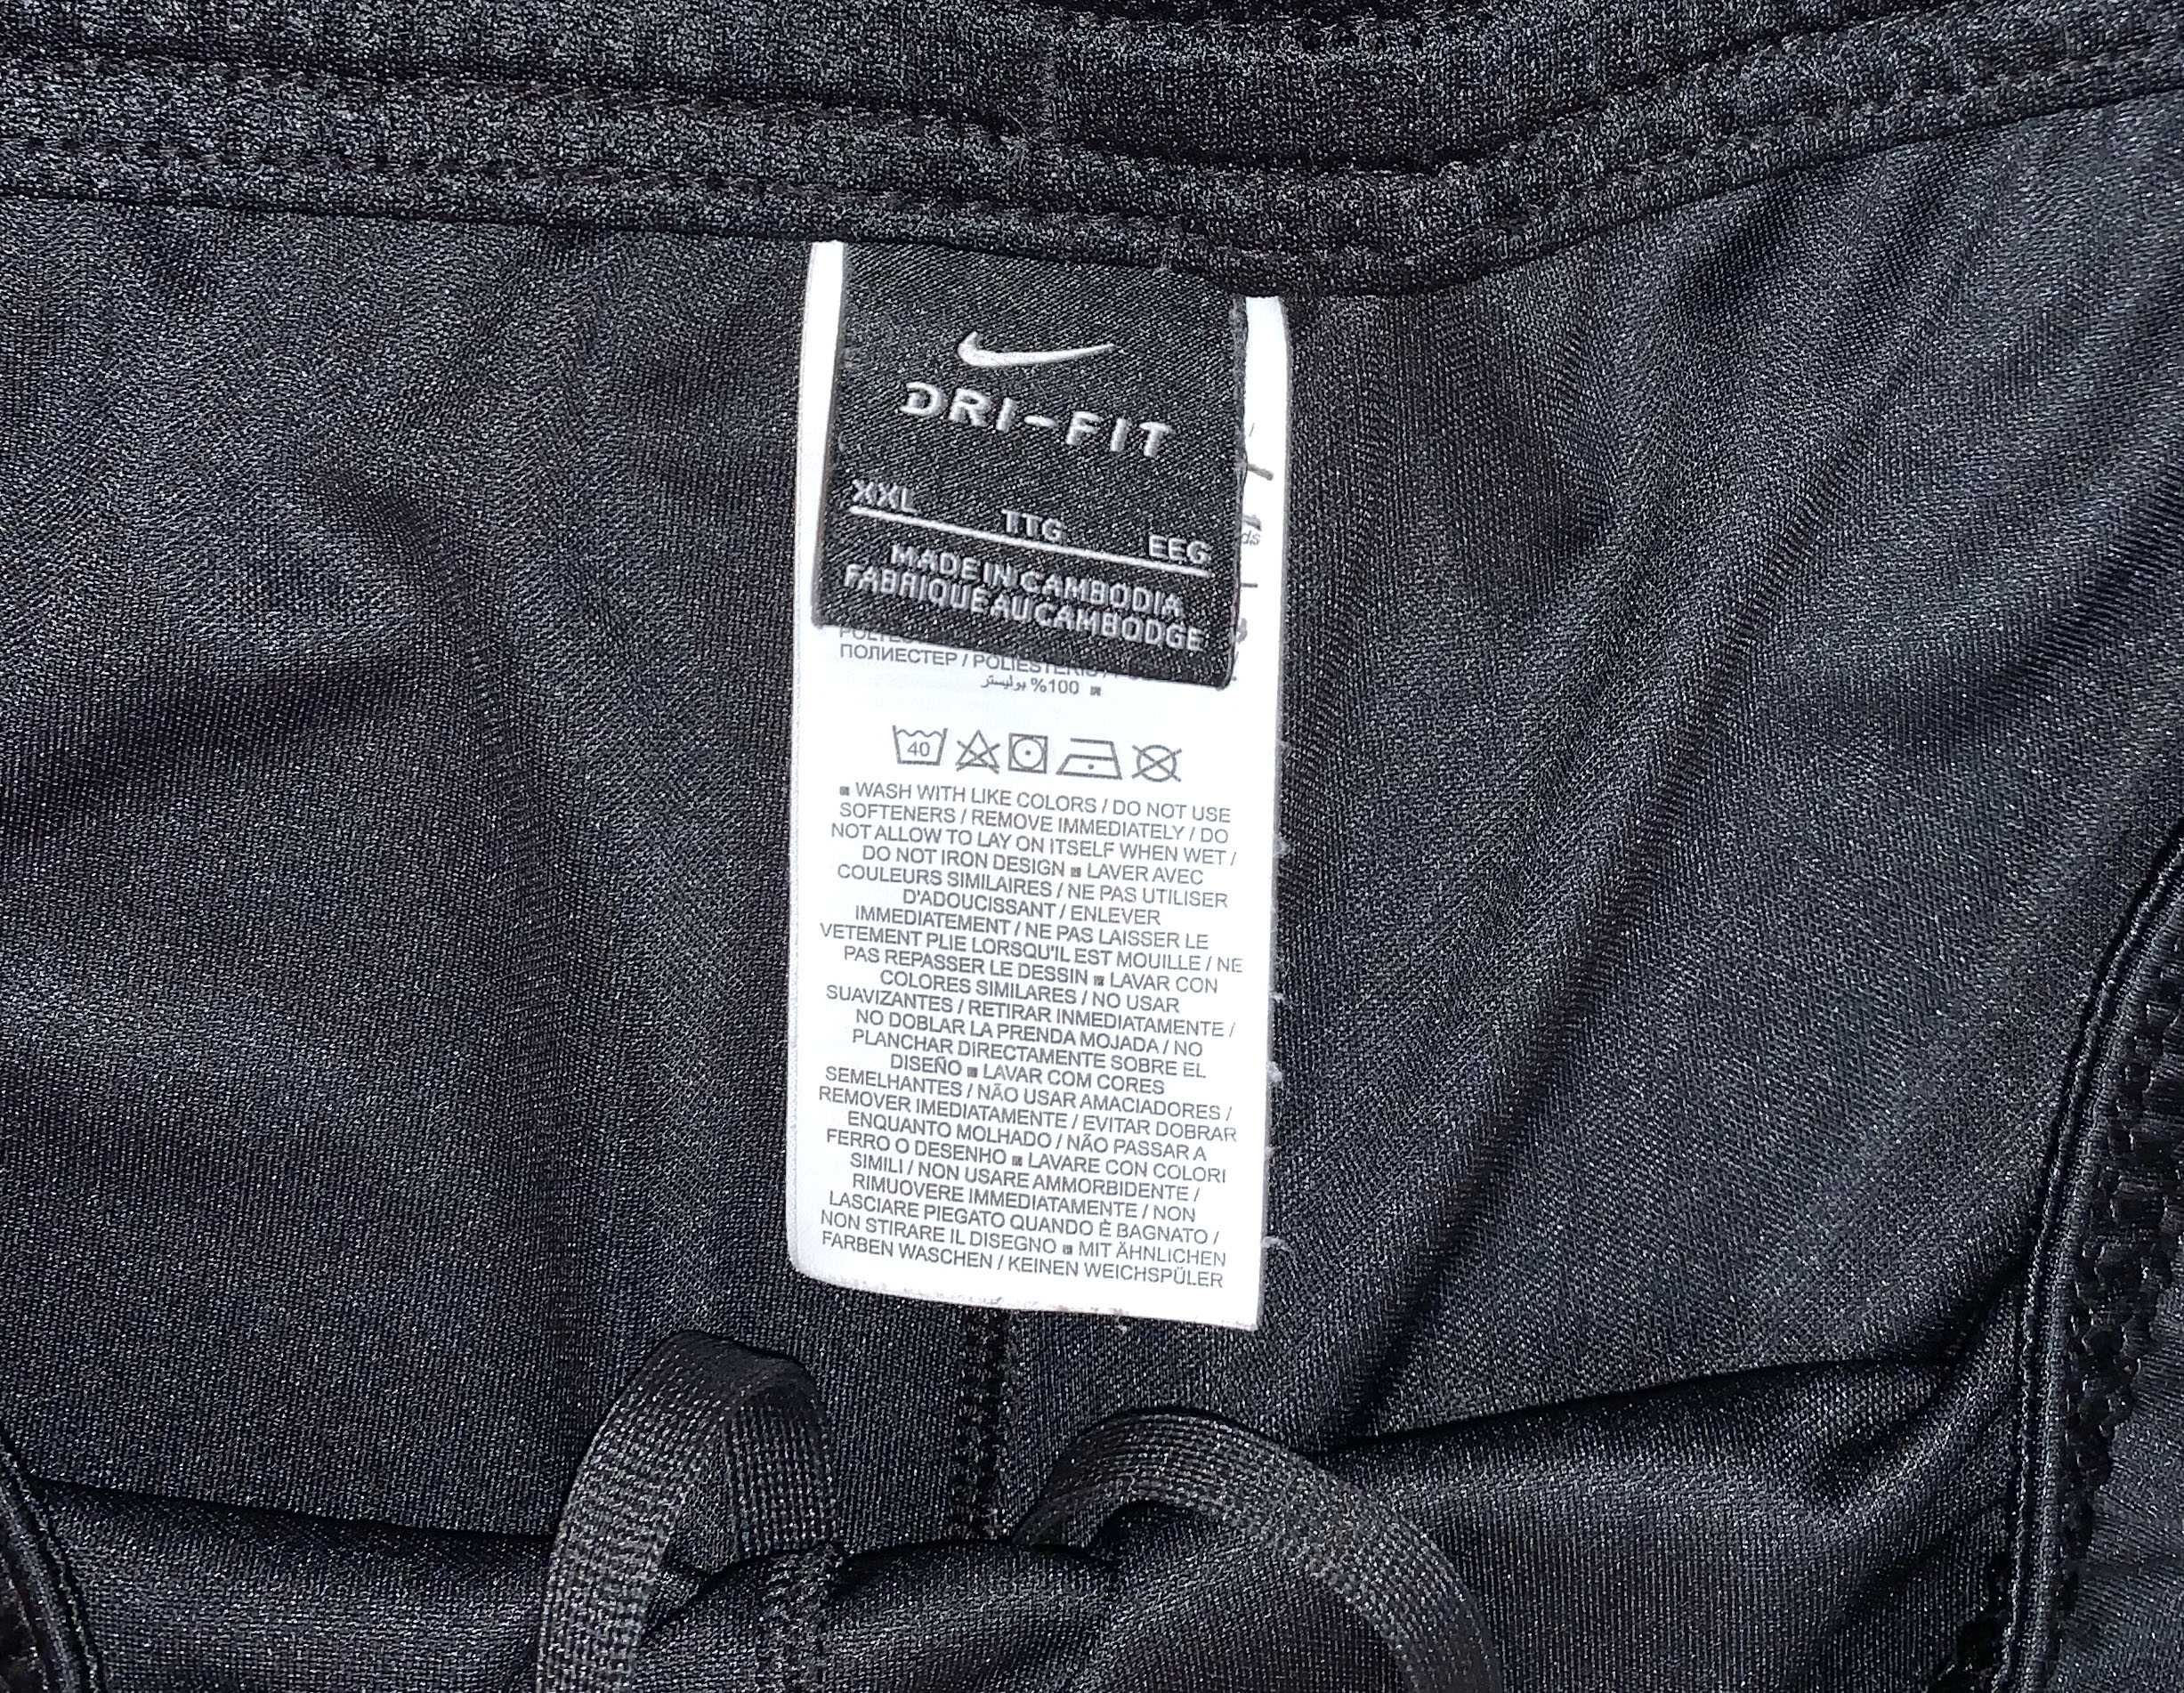 DRI-FIT
XXL TTG EEG
MADE IN CAMBODIA
FABRIQUE AU CAMBODGE
ds
ПОЛИЕСТЕР / POLIESTERIS /
%100 بوليستر
40
WASH WITH LIKE COLORS / DO NOT USE
SOFTENERS / REMOVE IMMEDIATELY / DO
NOT ALLOW TO LAY ON ITSELF WHEN WET /
DO NOT IRON DESIGN ▪ LAVER AVEC
COULEURS SIMILAIRES / NE PAS UTILISER
D'ADOUCISSANT / ENLEVER
IMMEDIATEMENT / NE PAS LAISSER LE
VETEMENT PLIE LORSQU'IL EST MOUILLE / NE
PAS REPASSER LE DESSIN ▪ LAVAR CON
COLORES SIMILARES / NO USAR
SUAVIZANTES / RETIRAR INMEDIATAMENTE /
NO DOBLAR LA PRENDA MOJADA / NO
PLANCHAR DIRECTAMENTE SOBRE EL
DISEÑO ▪ LAVAR COM CORES
SEMELHANTES / NÃO USAR AMACIADORES /
REMOVER IMEDIATAMENTE / EVITAR DOBRAR
ENQUANTO MOLHADO / NÃO PASSAR A
FERRO O DESENHO ▪ LAVARE CON COLORI
SIMILI / NON USARE AMMORBIDENTE /
RIMUOVERE IMMEDIATAMENTE / NON
LASCIARE PIEGATO QUANDO È BAGNATO /
NON STIRARE IL DISEGNO ▪ MIT ÄHNLICHEN
FARBEN WASCHEN / KEINEN WEICHSPÜLER